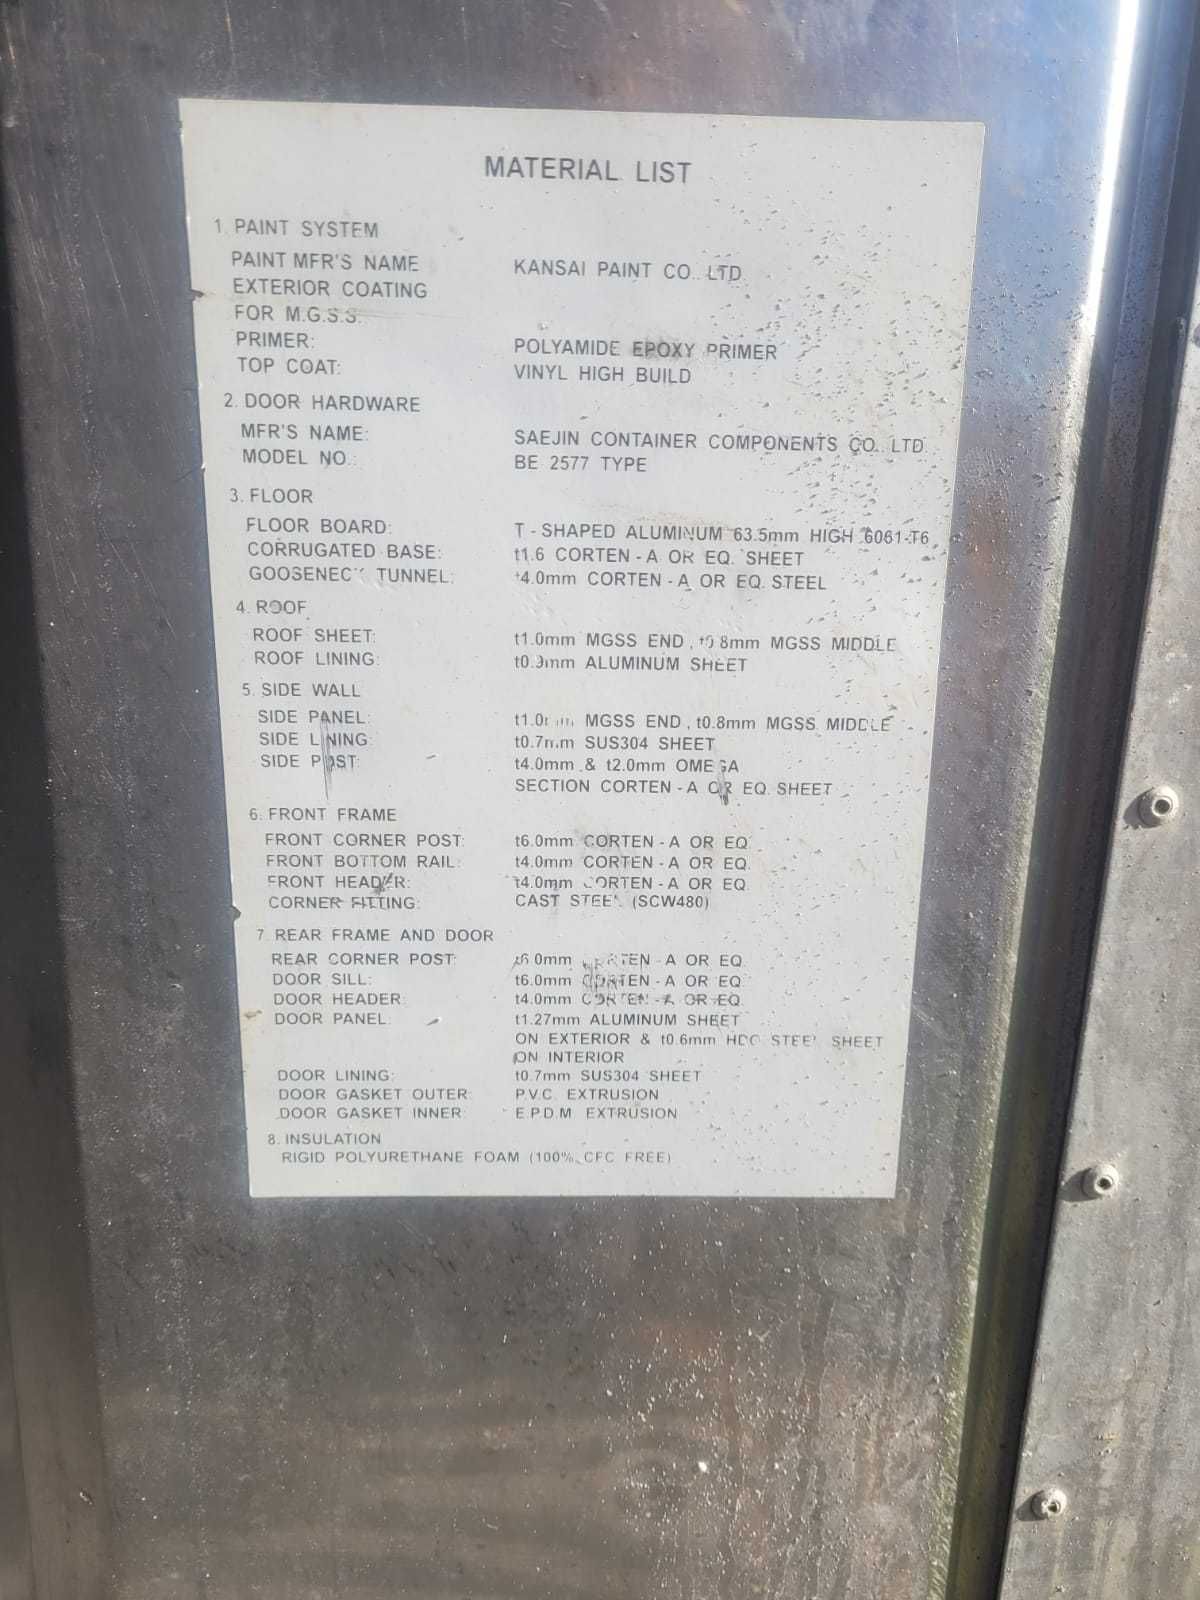 MATERIAL LIST
1. PAINT SYSTEM
PAINT MFR'S NAME KANSAI PAINT CO., LTD.
EXTERIOR COATING
FOR M.G.S.S.
PRIMER: POLYAMIDE EPOXY PRIMER
TOP COAT: VINYL HIGH BUILD
2. DOOR HARDWARE
MFR'S NAME: SAEJIN CONTAINER COMPONENTS CO., LTD.
MODEL NO.: BE 2577 TYPE
3. FLOOR
FLOOR BOARD: T - SHAPED ALUMINUM 63.5mm HIGH 6061-T6
CORRUGATED BASE: t1.6 CORTEN - A OR EQ. SHEET
GOOSENECK TUNNEL: t4.0mm CORTEN - A OR EQ. STEEL
4. ROOF
ROOF SHEET: t1.0mm MGSS END, t0.8mm MGSS MIDDLE
ROOF LINING: t0.9mm ALUMINUM SHEET
5. SIDE WALL
SIDE PANEL: t1.0mm MGSS END, t0.8mm MGSS MIDDLE
SIDE LINING: t0.7mm SUS304 SHEET
SIDE POST: t4.0mm & t2.0mm OMEGA
SECTION CORTEN - A OR EQ. SHEET
6. FRONT FRAME
FRONT CORNER POST: t6.0mm CORTEN - A OR EQ.
FRONT BOTTOM RAIL: t4.0mm CORTEN - A OR EQ.
FRONT HEADER: t4.0mm CORTEN - A OR EQ.
CORNER FITTING: CAST STEEL (SCW480)
7. REAR FRAME AND DOOR
REAR CORNER POST: t6.0mm CORTEN - A OR EQ.
DOOR SILL: t6.0mm CORTEN - A OR EQ.
DOOR HEADER: t4.0mm CORTEN - A OR EQ.
DOOR PANEL: t1.27mm ALUMINUM SHEET
ON EXTERIOR & t0.6mm HDG STEEL SHEET
ON INTERIOR
DOOR LINING: t0.7mm SUS304 SHEET
DOOR GASKET OUTER: P.V.C. EXTRUSION
DOOR GASKET INNER: E.P.D.M EXTRUSION
8. INSULATION
RIGID POLYURETHANE FOAM (100% CFC FREE)